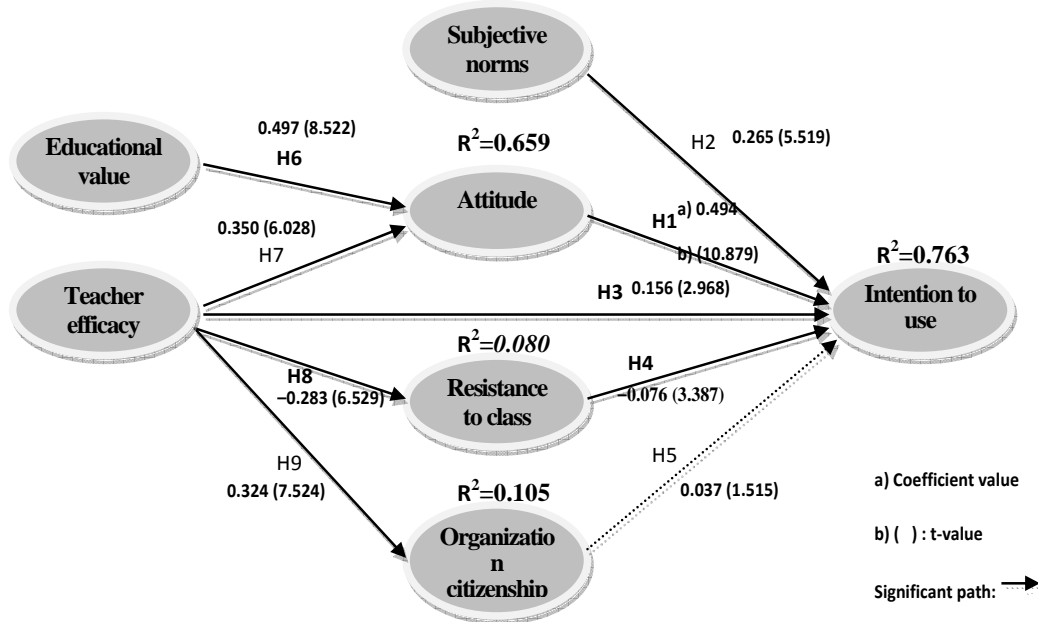 Subjective
norms
0.497 (8.522)
H6
R²=0.659
H2 0.265 (5.519)
Educational
value
Attitude
0.350 (6.028)
H7
H1 a) 0.494
b) (10.879)
R²=0.763
Teacher
efficacy
H3 0.156 (2.968)
Intention to
use
R²=0.080
H8
−0.283 (6.529)
Resistance
to class
H4
−0.076 (3.387)
H9
0.324 (7.524)
H5
0.037 (1.515)
R²=0.105
Organizatio
n
citizenship
a) Coefficient value
b) ( ) : t-value
Significant path: